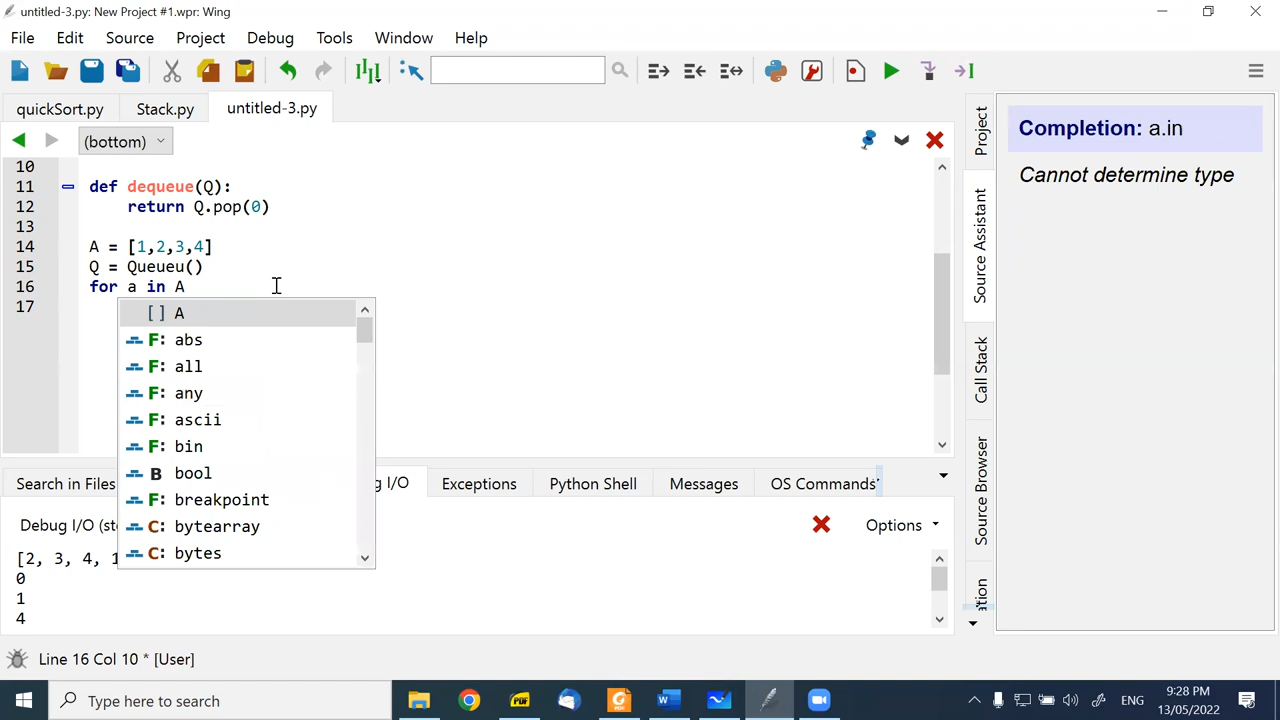 untitled-3.py: New Project #1.wpr: Wing
File Edit Source Project Debug Tools Window Help
quickSort.py Stack.py untitled-3.py
(bottom)
10
11 def dequeue(Q):
12 return Q.pop(0)
13
14 A = [1,2,3,4]
15 Q = Queueu()
16 for a in A
17
[] A
F: abs
F: all
F: any
F: ascii
F: bin
B bool
F: breakpoint
C: bytearray
C: bytes
Search in Files g I/O Exceptions Python Shell Messages OS Commands
Debug I/O (st
Options
[2, 3, 4, 1
0
1
4
Project
Source Assistant
Call Stack
Source Browser
ation
Completion: a.in
Cannot determine type
Line 16 Col 10 * [User]
Type here to search
PDF
PDF
W
ENG
9:28 PM
13/05/2022
3